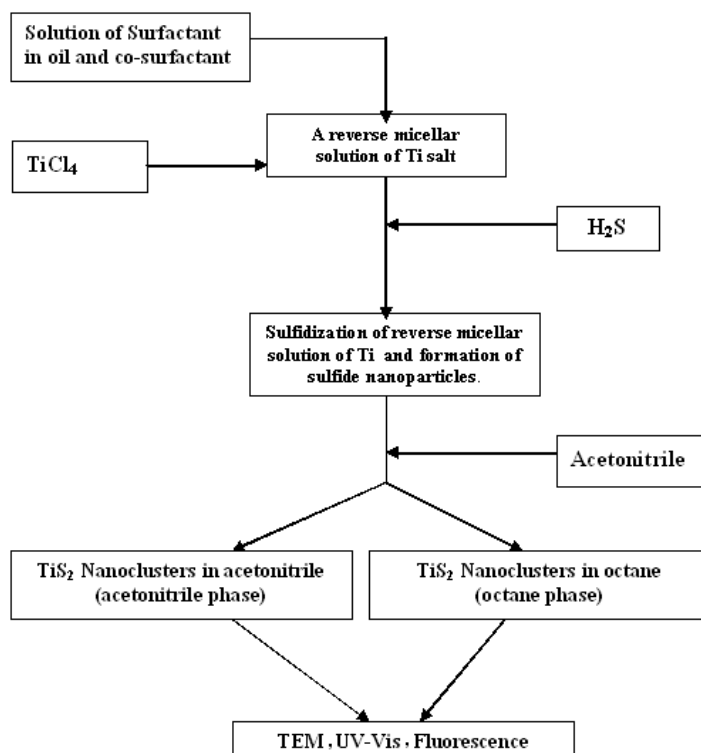 Solution of Surfactant
in oil and co-surfactant
A reverse micellar
solution of Ti salt
TiCl₄
H₂S
Sulfidization of reverse micellar
solution of Ti and formation of
sulfide nanoparticles.
Acetonitrile
TiS₂ Nanoclusters in acetonitrile
(acetonitrile phase)
TiS₂ Nanoclusters in octane
(octane phase)
TEM, UV-Vis, Fluorescence